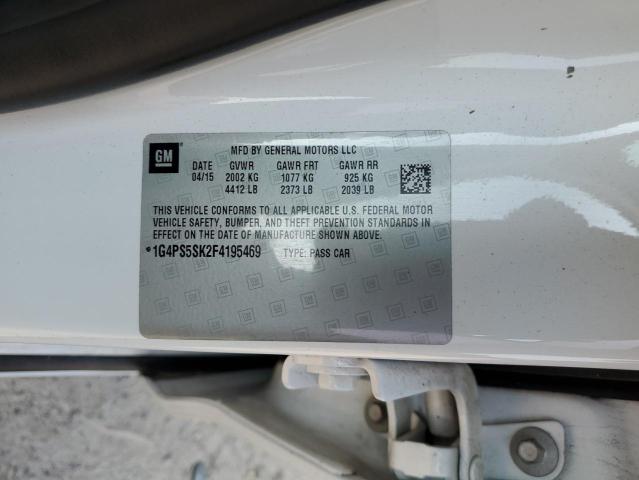 GM
MFD BY GENERAL MOTORS LLC
DATE GVWR GAWR FRT GAWR RR
04/15 2002 KG 1077 KG 925 KG
4412 LB 2373 LB 2039 LB
THIS VEHICLE CONFORMS TO ALL APPLICABLE U.S. FEDERAL MOTOR
VEHICLE SAFETY, BUMPER, AND THEFT PREVENTION STANDARDS IN
EFFECT ON THE DATE OF MANUFACTURE SHOWN ABOVE.
1G4PS5SK2F4195469 TYPE: PASS CAR